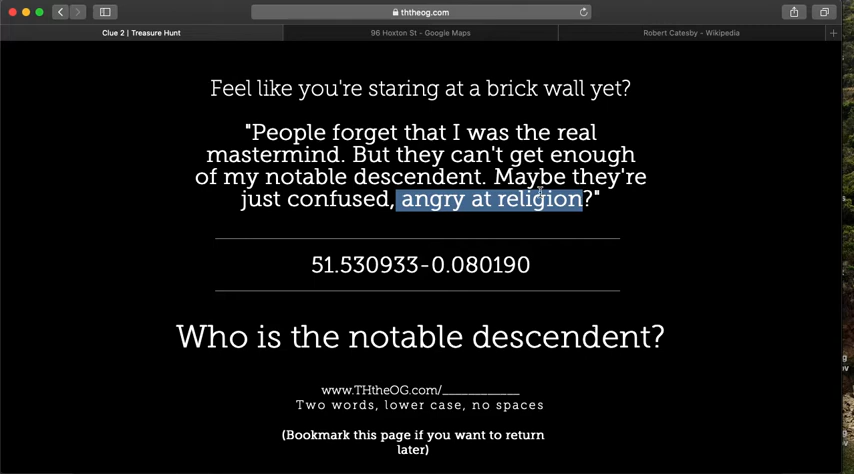 ththeog.com
Clue 2 | Treasure Hunt
96 Hoxton St - Google Maps
Robert Catesby - Wikipedia
Feel like you're staring at a brick wall yet?
"People forget that I was the real
mastermind. But they can't get enough
of my notable descendent. Maybe they're
just confused, angry at religion?"
51.530933-0.080190
Who is the notable descendent?
www.THtheOG.com/____________
Two words, lower case, no spaces
(Bookmark this page if you want to return
later)